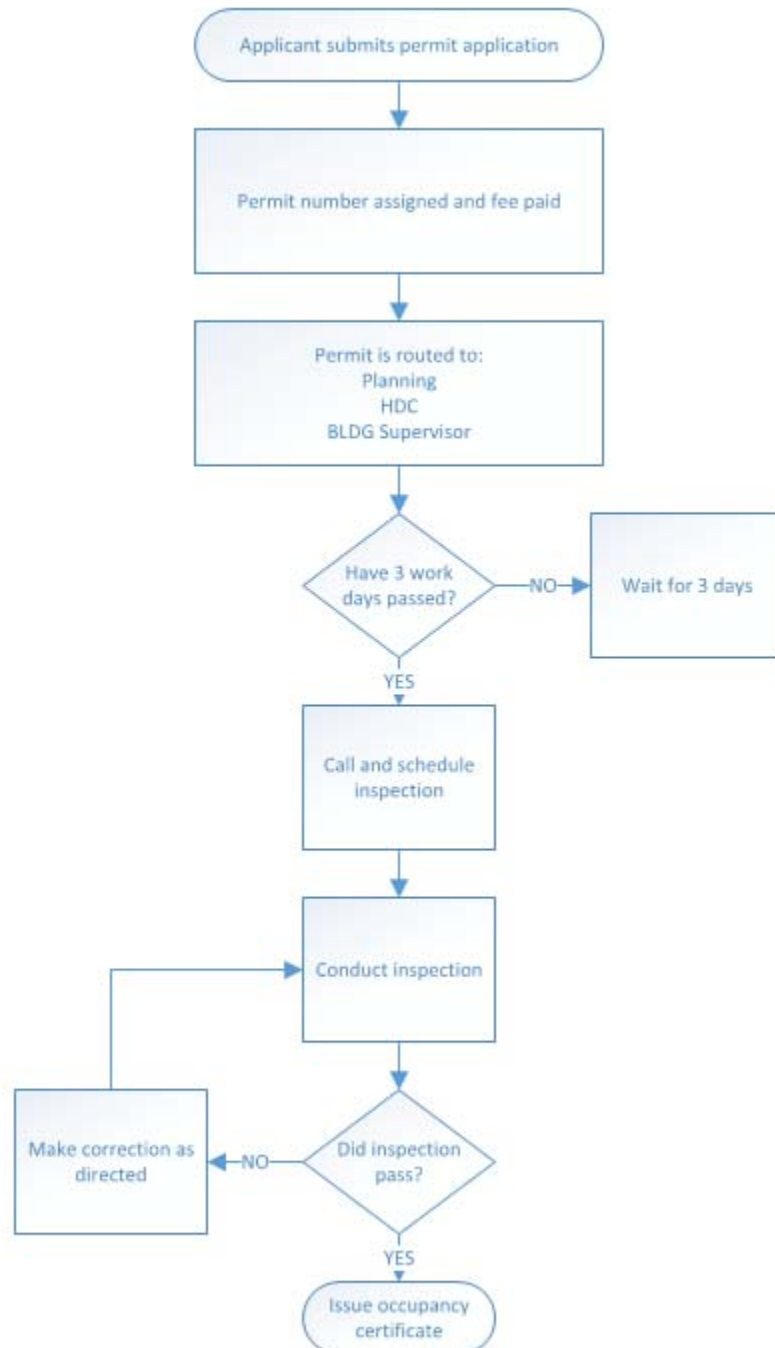 Applicant submits permit application
Permit number assigned and fee paid
Permit is routed to:
Planning
HDC
BLDG Supervisor
Have 3 work
days passed?
NO
Wait for 3 days
YES
Call and schedule
inspection
Conduct inspection
Make correction as
directed
NO
Did inspection
pass?
YES
Issue occupancy
certificate